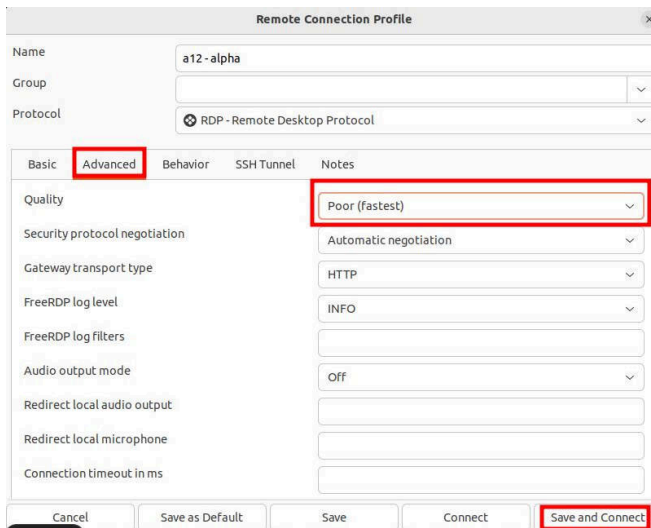 Remote Connection Profile
Name
a12 - alpha
Group
Protocol
RDP - Remote Desktop Protocol
Basic Advanced Behavior SSH Tunnel Notes
Quality
Poor (fastest)
Security protocol negotiation
Automatic negotiation
Gateway transport type
HTTP
FreeRDP log level
INFO
FreeRDP log filters
Audio output mode
Off
Redirect local audio output
Redirect local microphone
Connection timeout in ms
Cancel Save as Default Save Connect Save and Connect